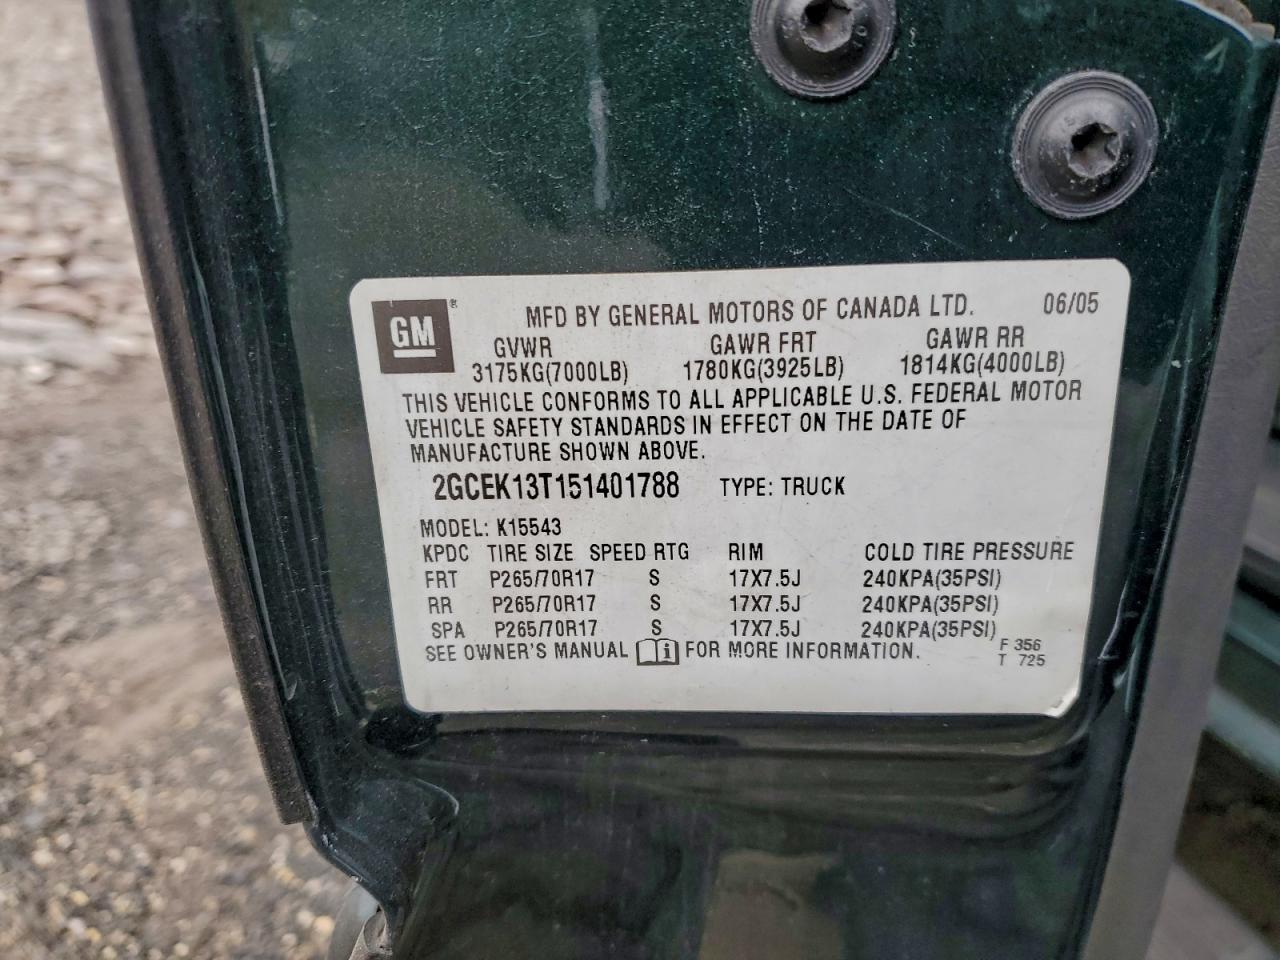 GM ® MFD BY GENERAL MOTORS OF CANADA LTD. 06/05
GVWR GAWR FRT GAWR RR
3175KG(7000LB) 1780KG(3925LB) 1814KG(4000LB)
THIS VEHICLE CONFORMS TO ALL APPLICABLE U.S. FEDERAL MOTOR
VEHICLE SAFETY STANDARDS IN EFFECT ON THE DATE OF
MANUFACTURE SHOWN ABOVE.
2GCEK13T151401788 TYPE: TRUCK
MODEL: K15543
KPDC TIRE SIZE SPEED RTG RIM COLD TIRE PRESSURE
FRT P265/70R17 S 17X7.5J 240KPA(35PSI)
RR P265/70R17 S 17X7.5J 240KPA(35PSI)
SPA P265/70R17 S 17X7.5J 240KPA(35PSI)
SEE OWNER'S MANUAL i FOR MORE INFORMATION.
F 356
T 725